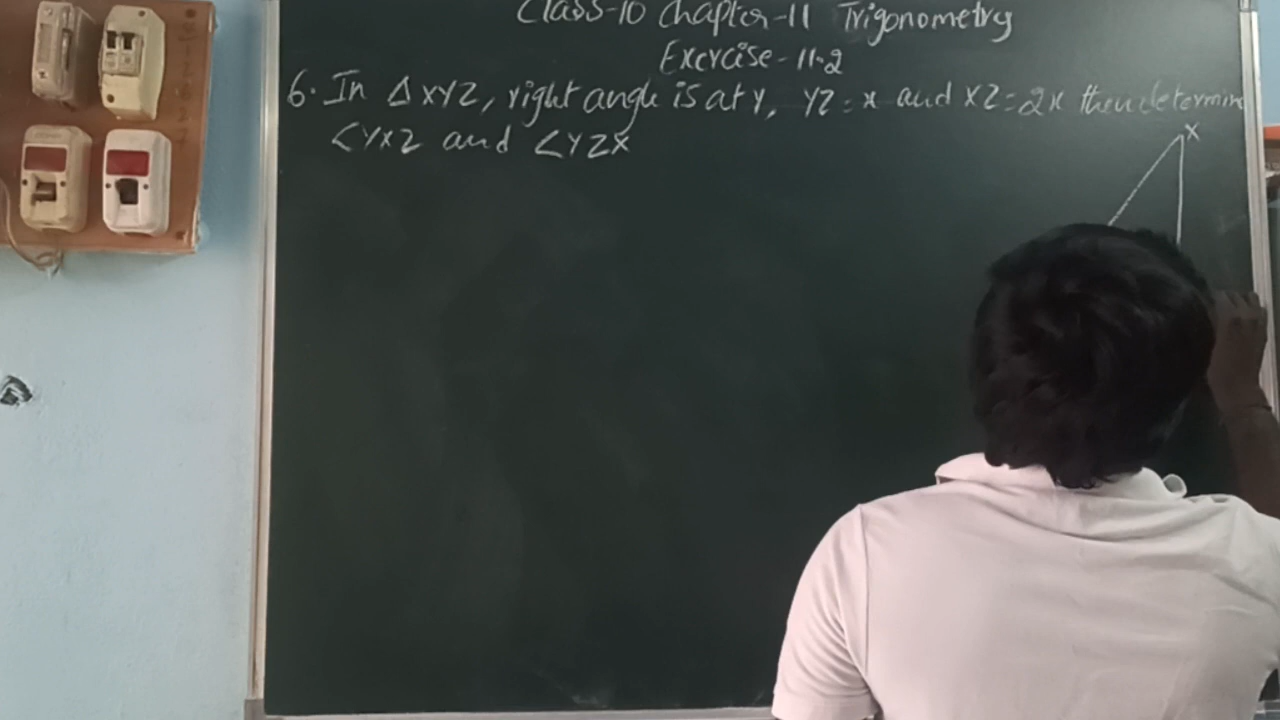 Class-10 Chapter-11 Trigonometry
Exercise-11.2
6. In ΔXYZ, right angle is at Y, YZ = x and XZ = 2x then determine
∠YXZ and ∠YZX
X